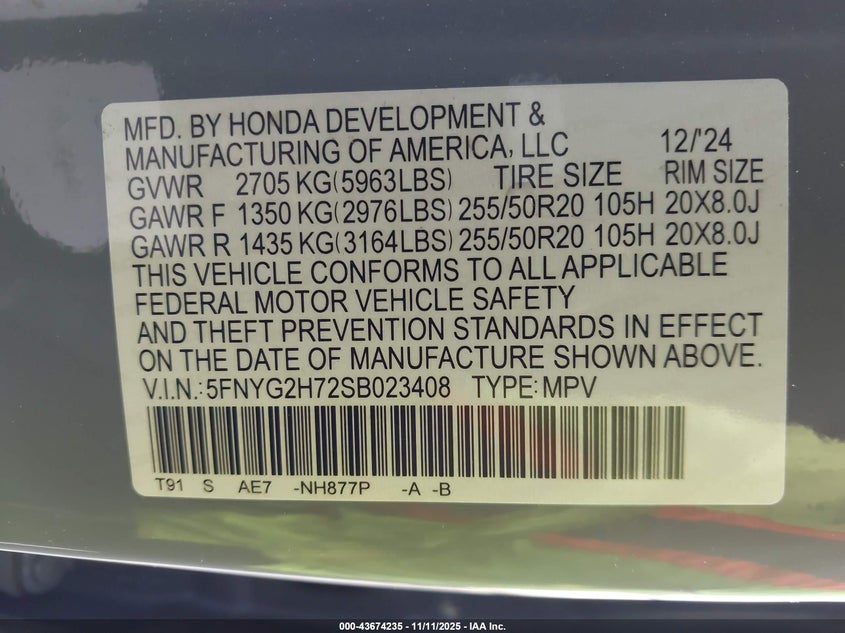 MFD. BY HONDA DEVELOPMENT &
MANUFACTURING OF AMERICA, LLC 12/'24
GVWR 2705 KG(5963LBS) TIRE SIZE RIM SIZE
GAWR F 1350 KG(2976LBS) 255/50R20 105H 20X8.0J
GAWR R 1435 KG(3164LBS) 255/50R20 105H 20X8.0J
THIS VEHICLE CONFORMS TO ALL APPLICABLE
FEDERAL MOTOR VEHICLE SAFETY
AND THEFT PREVENTION STANDARDS IN EFFECT
ON THE DATE OF MANUFACTURE SHOWN ABOVE.
V.I.N.: 5FNYG2H72SB023408 TYPE: MPV
T91 S AE7 -NH877P -A -B
000-43674235 - 11/11/2025 - IAA Inc.